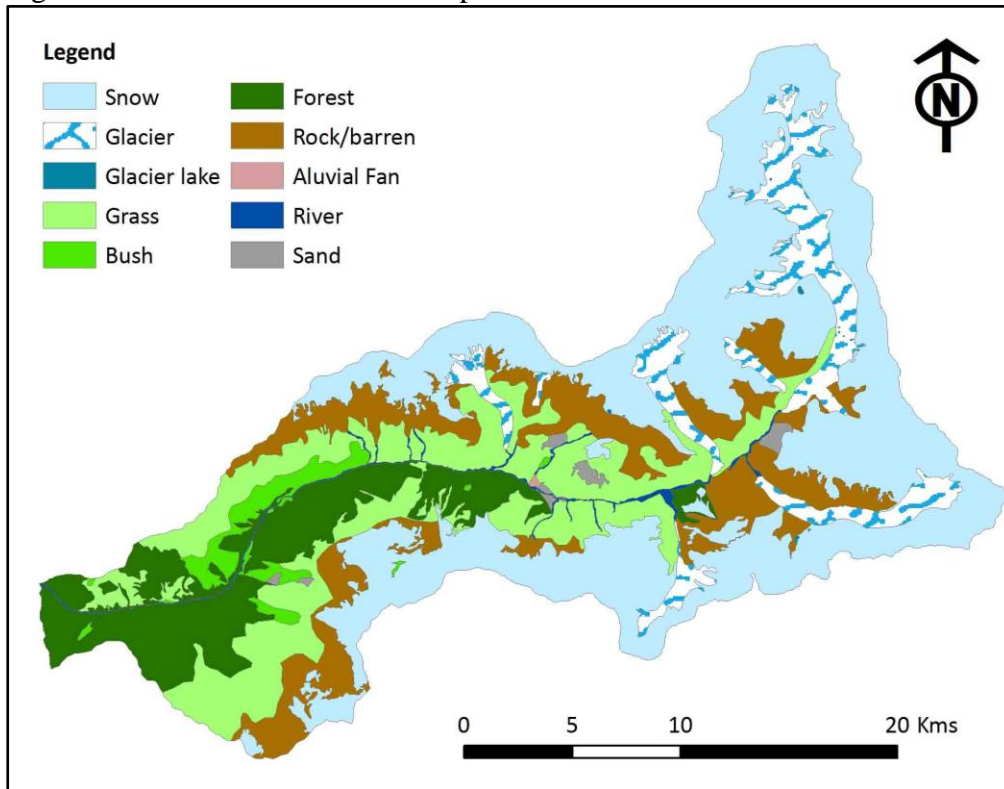 Legend
Snow
Glacier
Glacier lake
Grass
Bush
Forest
Rock/barren
Aluvial Fan
River
Sand
N
0 5 10 20 Kms